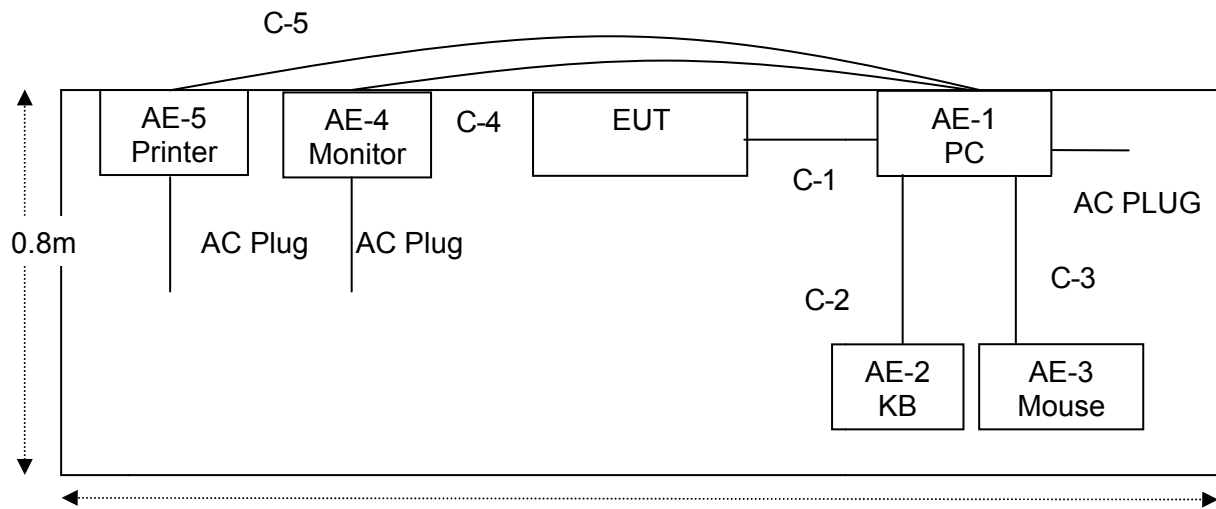 C-5
AE-5
Printer
AE-4
Monitor
C-4
EUT
AE-1
PC
C-1
AC PLUG
0.8m
AC Plug
AC Plug
C-2
C-3
AE-2
KB
AE-3
Mouse